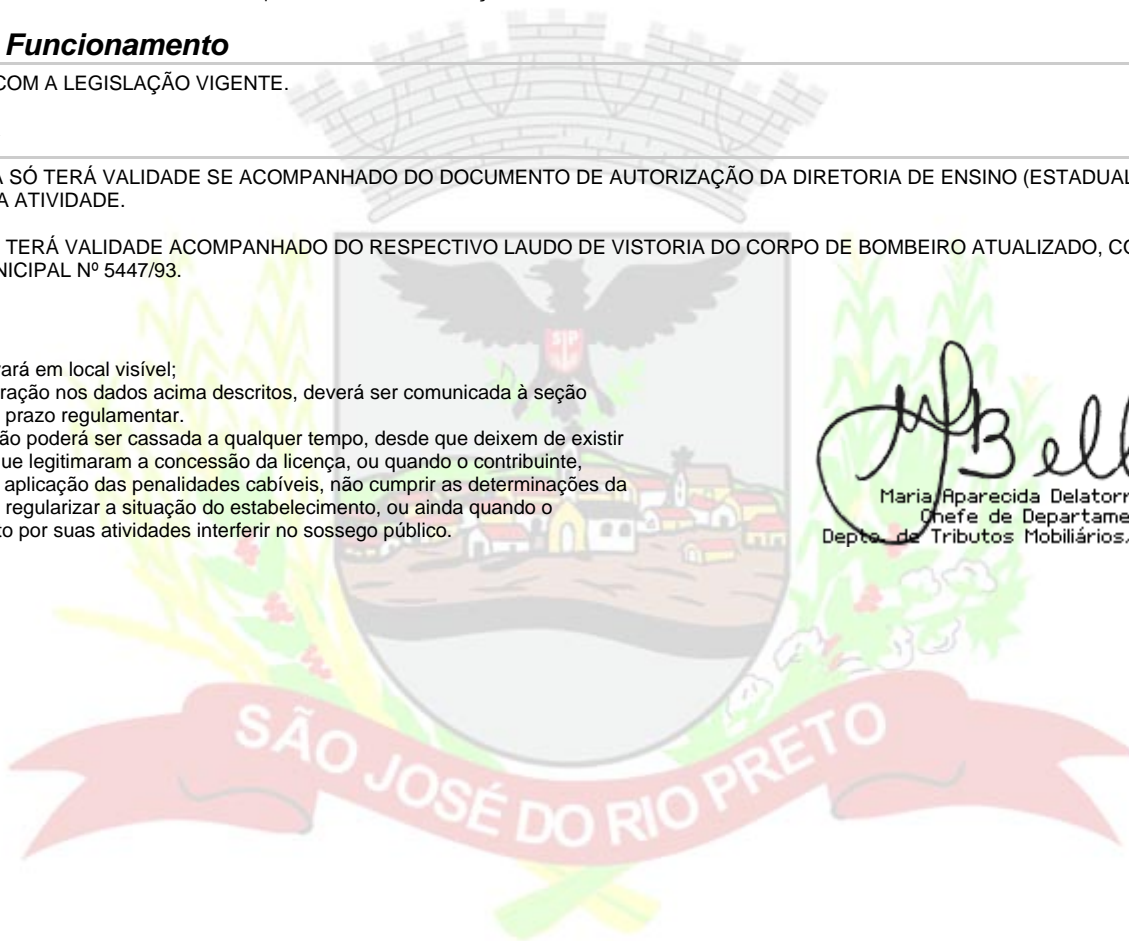 Funcionamento
COM A LEGISLAÇÃO VIGENTE.
A SÓ TERÁ VALIDADE SE ACOMPANHADO DO DOCUMENTO DE AUTORIZAÇÃO DA DIRETORIA DE ENSINO (ESTADUAL
A ATIVIDADE.
TERÁ VALIDADE ACOMPANHADO DO RESPECTIVO LAUDO DE VISTORIA DO CORPO DE BOMBEIRO ATUALIZADO, CO
NICIPAL Nº 5447/93.
SJP
vará em local visível;
ração nos dados acima descritos, deverá ser comunicada à seção
prazo regulamentar.
ão poderá ser cassada a qualquer tempo, desde que deixem de existir
que legitimaram a concessão da licença, ou quando o contribuinte,
aplicação das penalidades cabíveis, não cumprir as determinações da
regularizar a situação do estabelecimento, ou ainda quando o
to por suas atividades interferir no sossego público.
MBell
Maria Aparecida Delatorr
Chefe de Departame
Depto. de Tributos Mobiliários
SÃO JOSÉ DO RIO PRETO